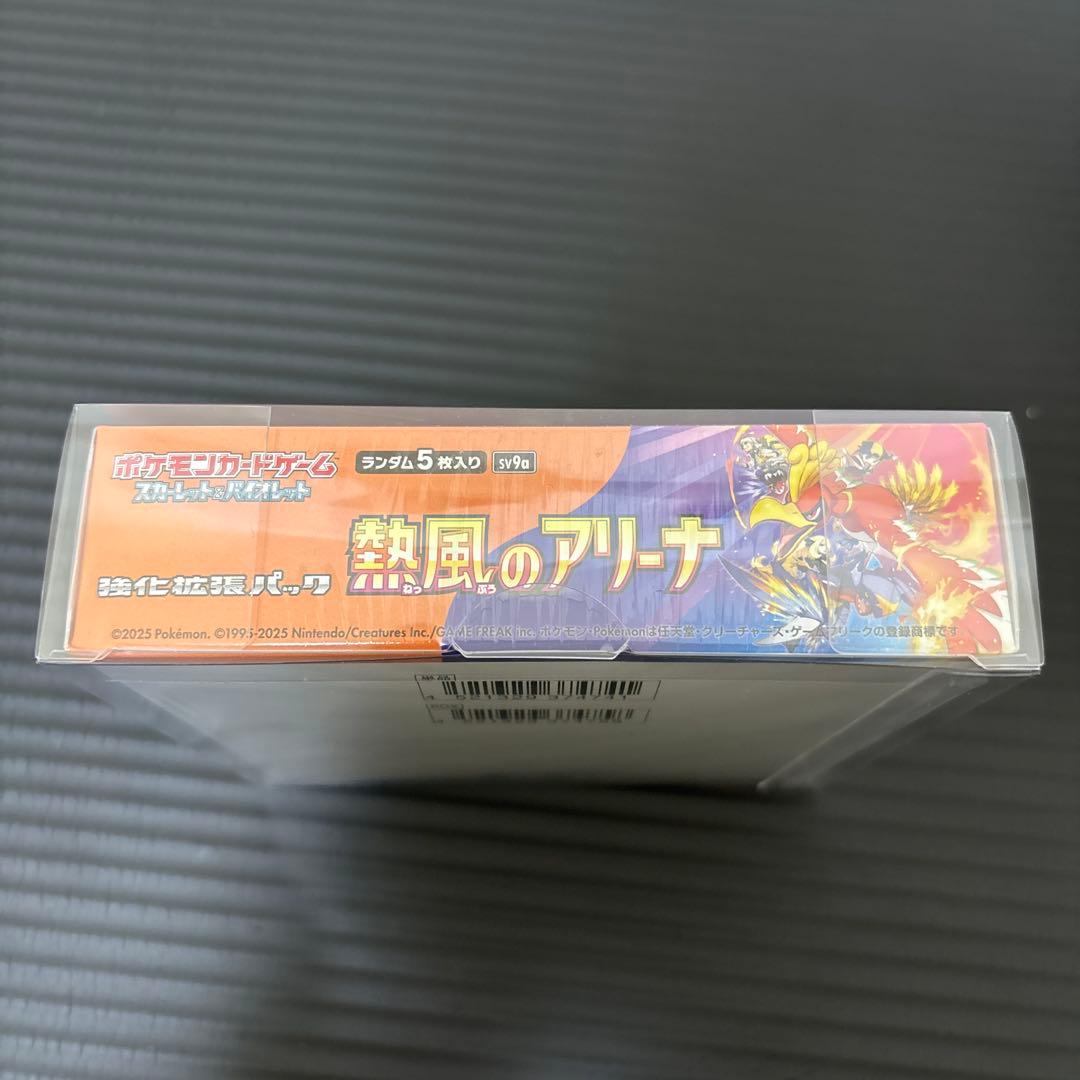 ポケモンカードゲーム
スカーレット&バイオレット
ランダム5枚入り SV9a
強化拡張パック
熱風のアリーナ
ねっ ぷう
©2025 Pokémon. ©1995-2025 Nintendo/Creatures Inc./GAME FREAK inc. ポケモン・Pokémonは任天堂・クリーチャーズ・ゲームフリークの登録商標です
4 521329 374741